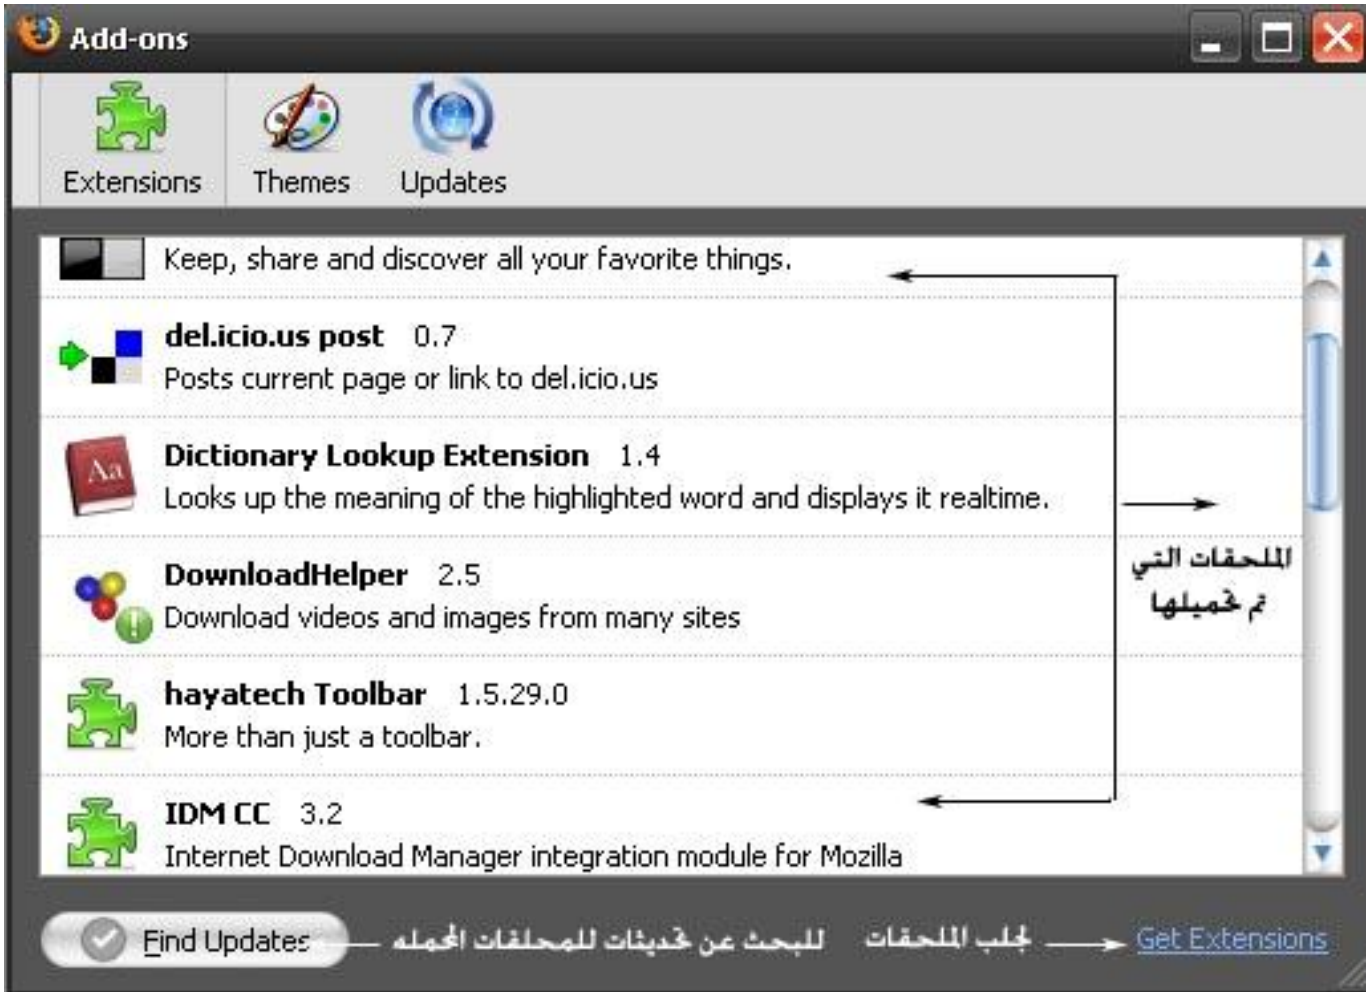 Add-ons
Extensions Themes Updates
Keep, share and discover all your favorite things.
del.icio.us post 0.7
Posts current page or link to del.icio.us
Dictionary Lookup Extension 1.4
Looks up the meaning of the highlighted word and displays it realtime.
الملحقات التي
تم تحميلها
DownloadHelper 2.5
Download videos and images from many sites
hayatech Toolbar 1.5.29.0
More than just a toolbar.
IDM CC 3.2
Internet Download Manager integration module for Mozilla
Find Updates للبحث عن تحديثات للمحلقات المحمله لجلب الملحقات Get Extensions